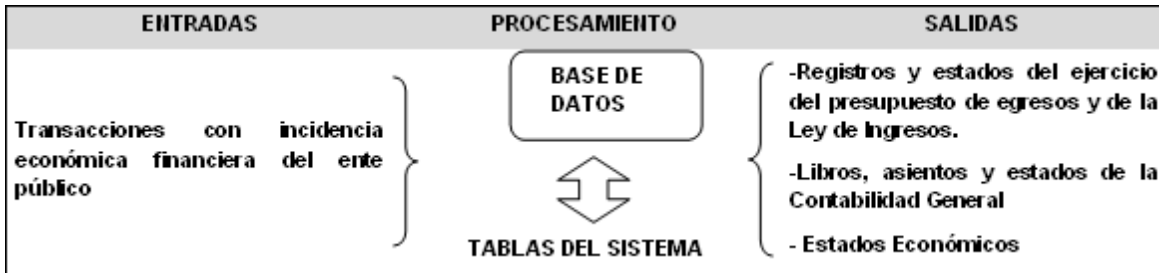 ENTRADAS
PROCESAMIENTO
SALIDAS
Transacciones con incidencia
económica financiera del ente
público
BASE DE
DATOS
TABLAS DEL SISTEMA
-Registros y estados del ejercicio
del presupuesto de egresos y de la
Ley de Ingresos.
-Libros, asientos y estados de la
Contabilidad General
- Estados Económicos